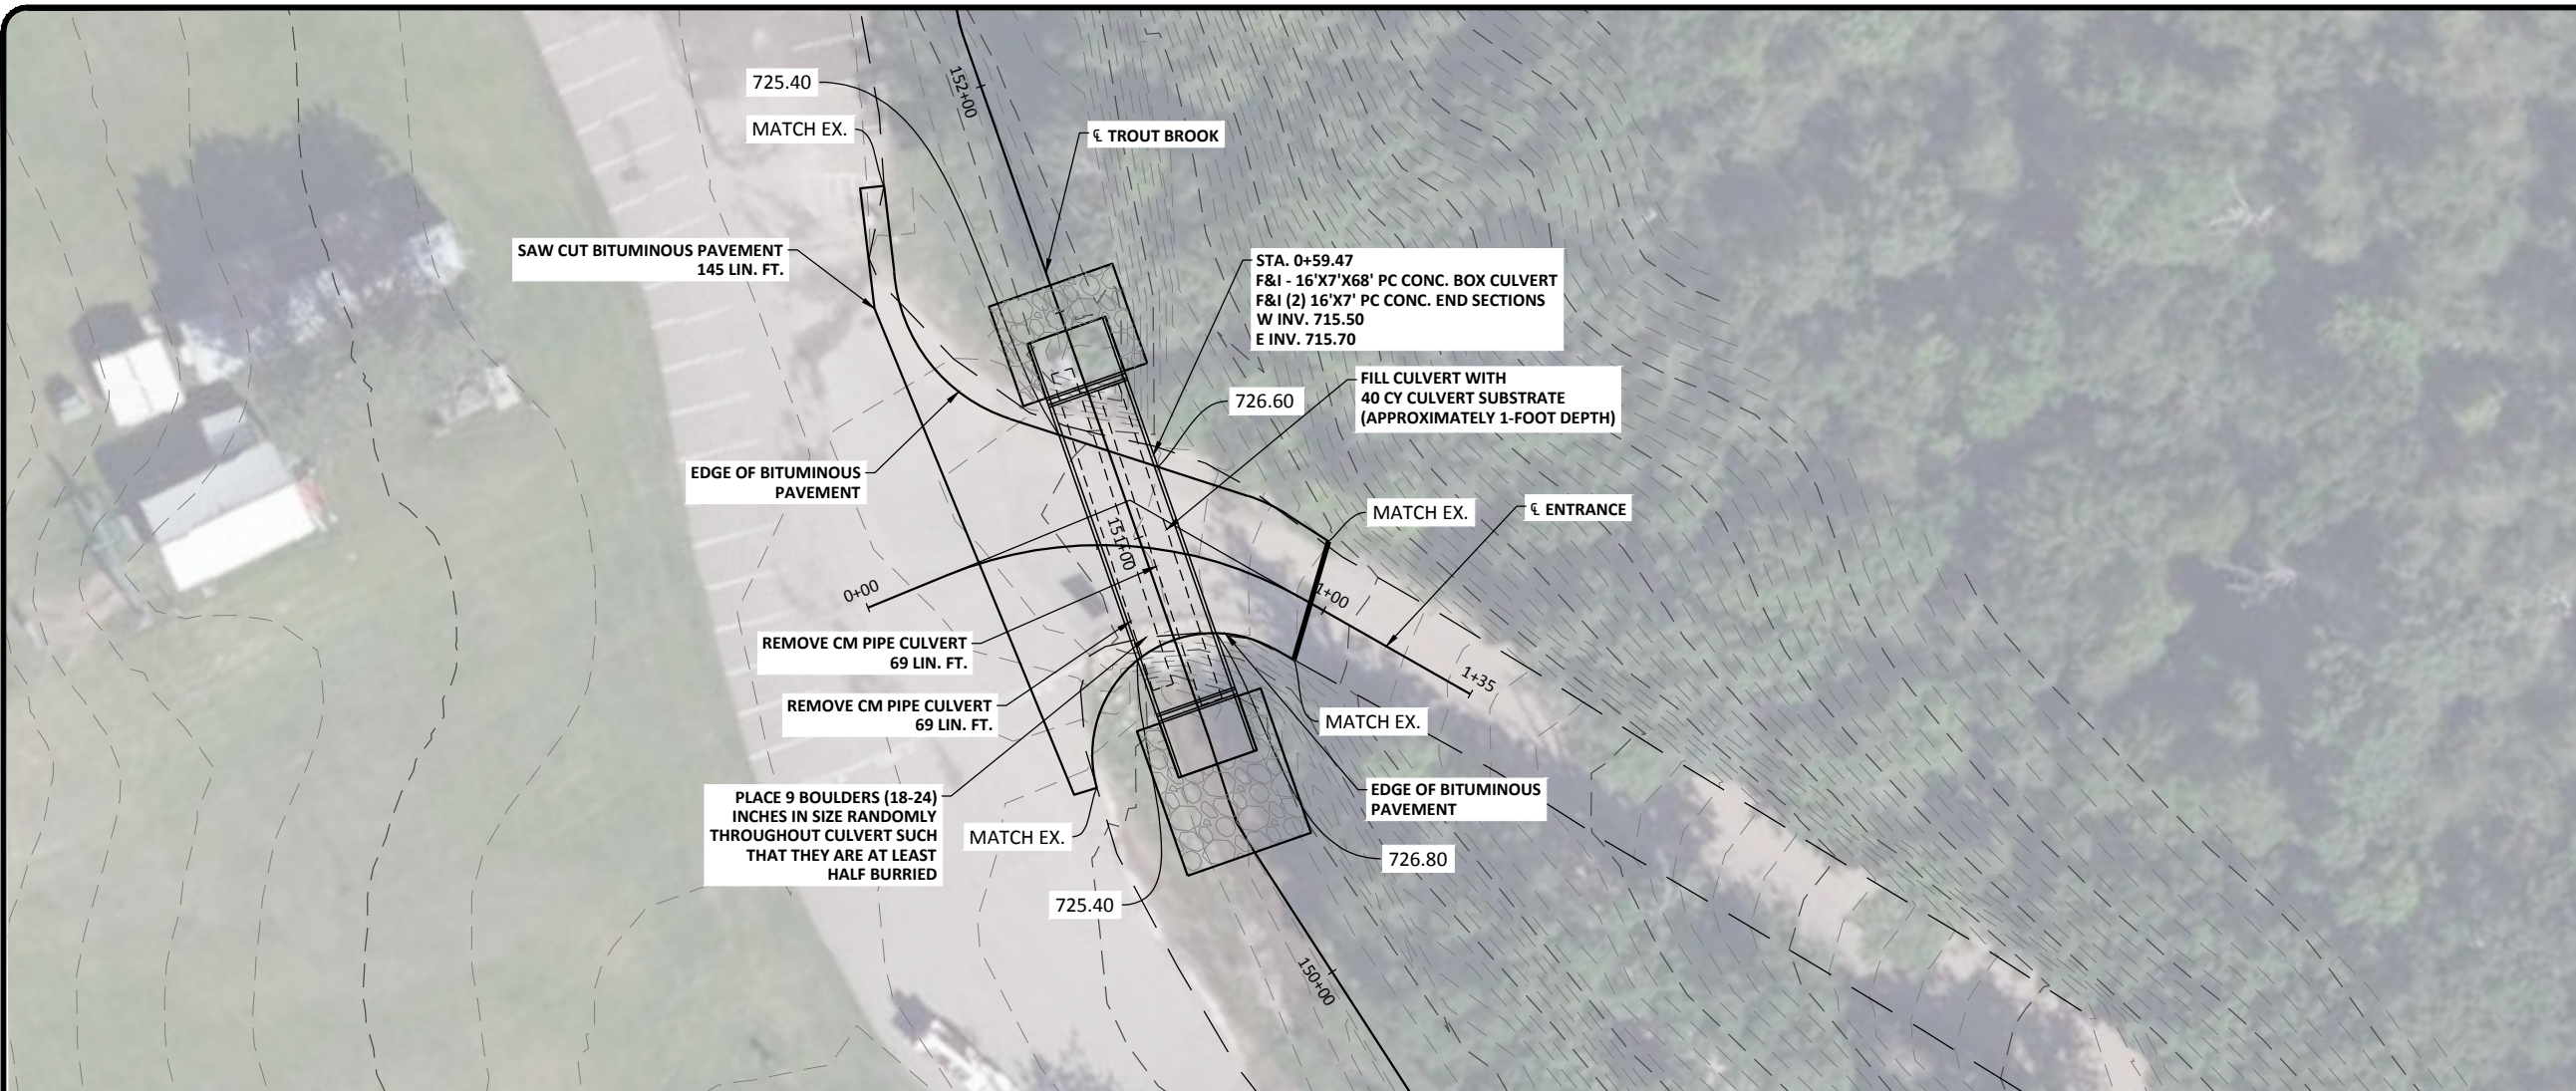 152+00
725.40
MATCH EX.
℄ TROUT BROOK
SAW CUT BITUMINOUS PAVEMENT
145 LIN. FT.
STA. 0+59.47
F&I - 16'X7'X68' PC CONC. BOX CULVERT
F&I (2) 16'X7' PC CONC. END SECTIONS
W INV. 715.50
E INV. 715.70
FILL CULVERT WITH
40 CY CULVERT SUBSTRATE
(APPROXIMATELY 1-FOOT DEPTH)
726.60
EDGE OF BITUMINOUS
PAVEMENT
MATCH EX.
℄ ENTRANCE
151+00
0+00
1+00
REMOVE CM PIPE CULVERT
69 LIN. FT.
1+35
REMOVE CM PIPE CULVERT
69 LIN. FT.
MATCH EX.
PLACE 9 BOULDERS (18-24)
INCHES IN SIZE RANDOMLY
THROUGHOUT CULVERT SUCH
THAT THEY ARE AT LEAST
HALF BURRIED
EDGE OF BITUMINOUS
PAVEMENT
MATCH EX.
726.80
725.40
150+00